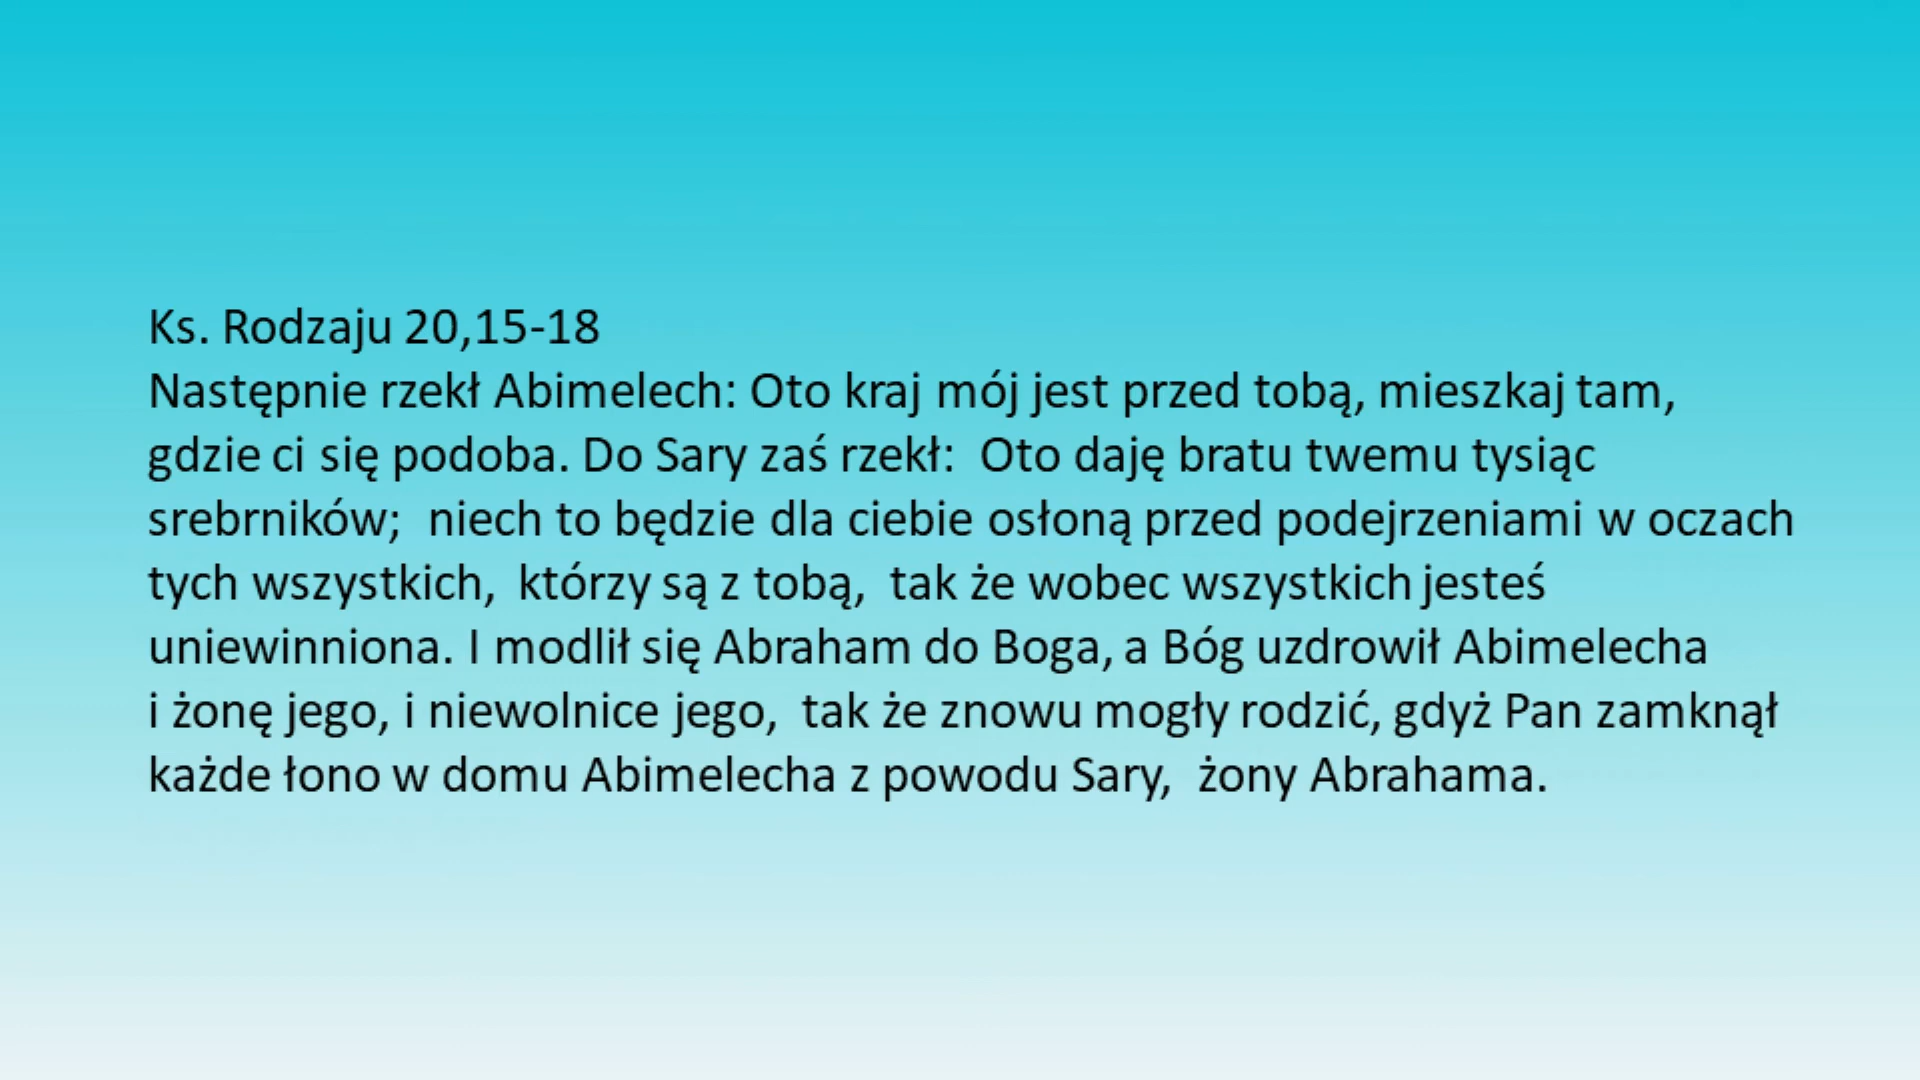 Ks. Rodzaju 20,15-18
Następnie rzekł Abimelech: Oto kraj mój jest przed tobą, mieszkaj tam,
gdzie ci się podoba. Do Sary zaś rzekł:  Oto daję bratu twemu tysiąc
srebrników;  niech to będzie dla ciebie osłoną przed podejrzeniami w oczach
tych wszystkich,  którzy są z tobą,  tak że wobec wszystkich jesteś
uniewinniona. I modlił się Abraham do Boga, a Bóg uzdrowił Abimelecha
i żonę jego, i niewolnice jego,  tak że znowu mogły rodzić, gdyż Pan zamknął
każde łono w domu Abimelecha z powodu Sary,  żony Abrahama.